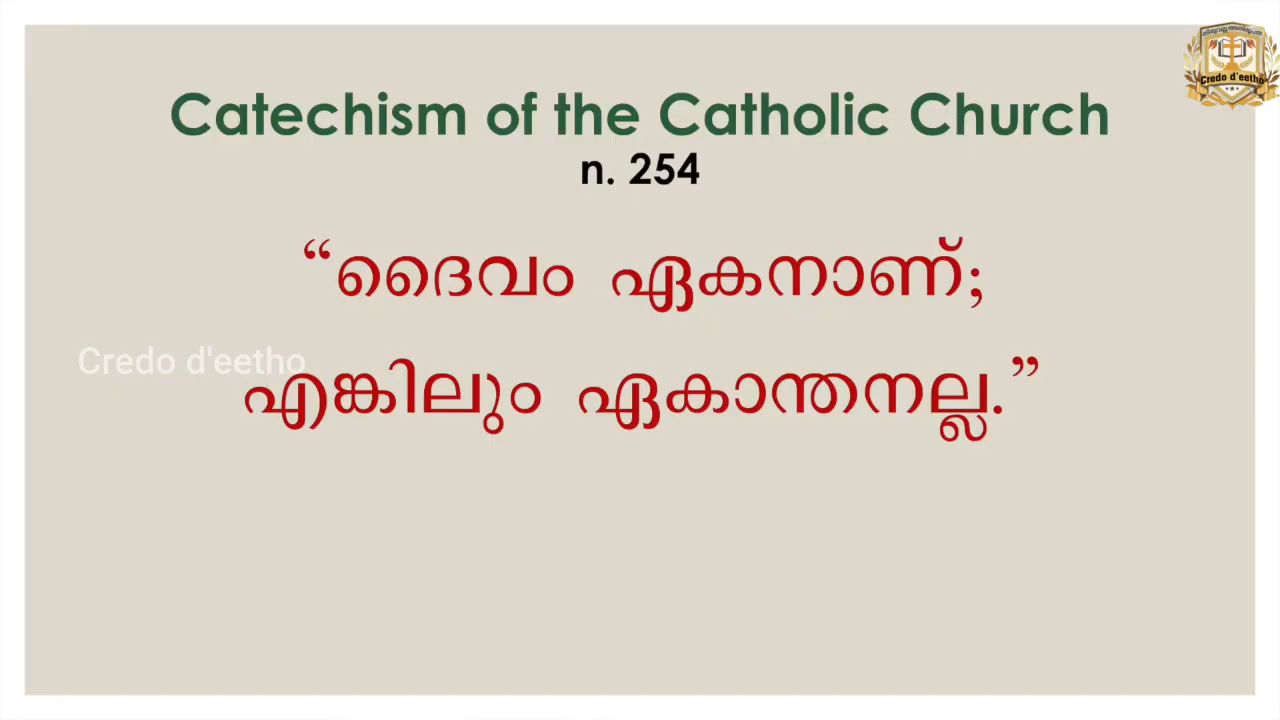 Catechism of the Catholic Church
n. 254
“ദൈവം ഏകനാണ്;
Credo d'eetho
എങ്കിലും ഏകാന്തനല്ല.”
Credo d'eetho